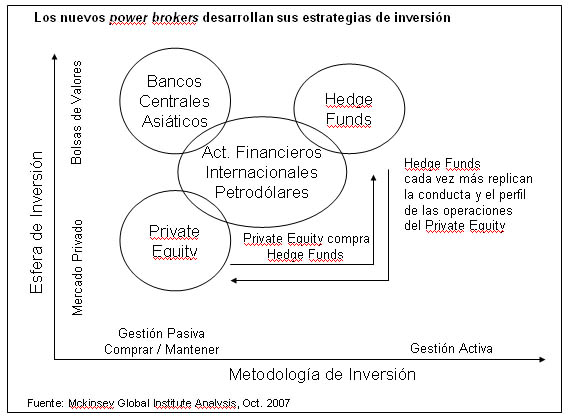 Los nuevos power brokers desarrollan sus estrategias de inversión
Esfera de Inversión
Bolsas de Valores
Mercado Privado
Bancos
Centrales
Asiáticos
Hedge
Funds
Act. Financieros
Internacionales
Petrodólares
Private
Equity
Private Equity compra
Hedge Funds
Hedge Funds
cada vez más replican
la conducta y el perfil
de las operaciones
del Private Equity
Gestión Pasiva
Comprar / Mantener
Gestión Activa
Metodología de Inversión
Fuente: Mckinsey Global Institute Analysis, Oct. 2007